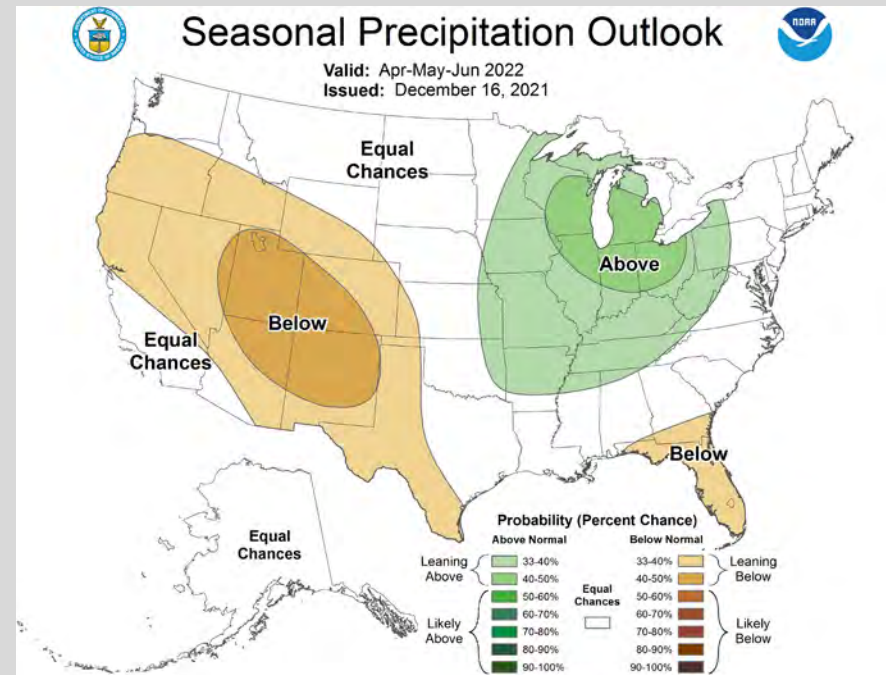 Seasonal Precipitation Outlook
NOAA
Valid: Apr-May-Jun 2022
Issued: December 16, 2021
Equal
Chances
Above
Below
Equal
Chances
Below
Equal
Chances
Probability (Percent Chance)
Above Normal
Below Normal
Leaning
Above
33-40%
40-50%
Likely
Above
50-60%
60-70%
70-80%
80-90%
90-100%
Equal
Chances
33-40%
40-50%
Leaning
Below
50-60%
60-70%
70-80%
80-90%
90-100%
Likely
Below